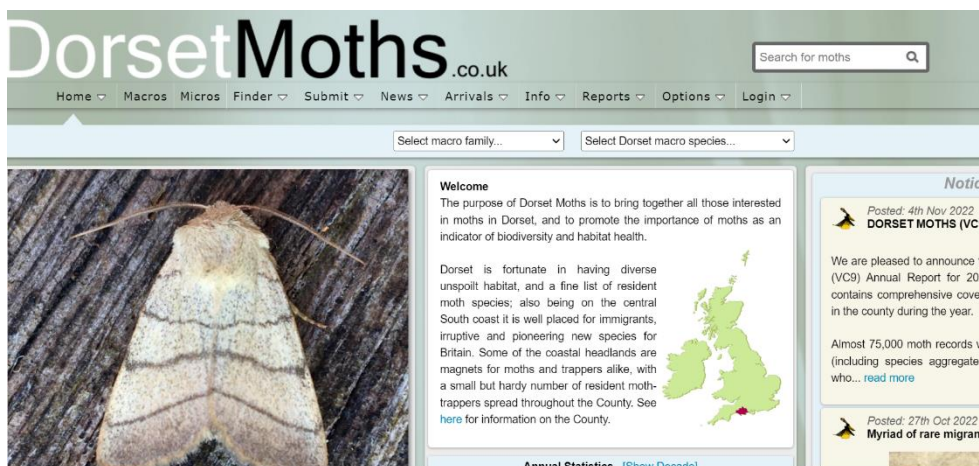 DorsetMoths.co.uk
Search for moths
Home Macros Micros Finder Submit News Arrivals Info Reports Options Login
Select macro family...
Select Dorset macro species...
Welcome
The purpose of Dorset Moths is to bring together all those interested
in moths in Dorset, and to promote the importance of moths as an
indicator of biodiversity and habitat health.
Dorset is fortunate in having diverse
unspoilt habitat, and a fine list of resident
moth species; also being on the central
South coast it is well placed for immigrants,
irruptive and pioneering new species for
Britain. Some of the coastal headlands are
magnets for moths and trappers alike, with
a small but hardy number of resident moth-
trappers spread throughout the County. See
here for information on the County.
Annual Statistics [Show Decade]
Posted: 4th Nov 2022
DORSET MOTHS (VC
We are pleased to announce
(VC9) Annual Report for 20
contains comprehensive cove
in the county during the year.
Almost 75,000 moth records
(including species aggregate
who... read more
Posted: 27th Oct 2022
Myriad of rare migran